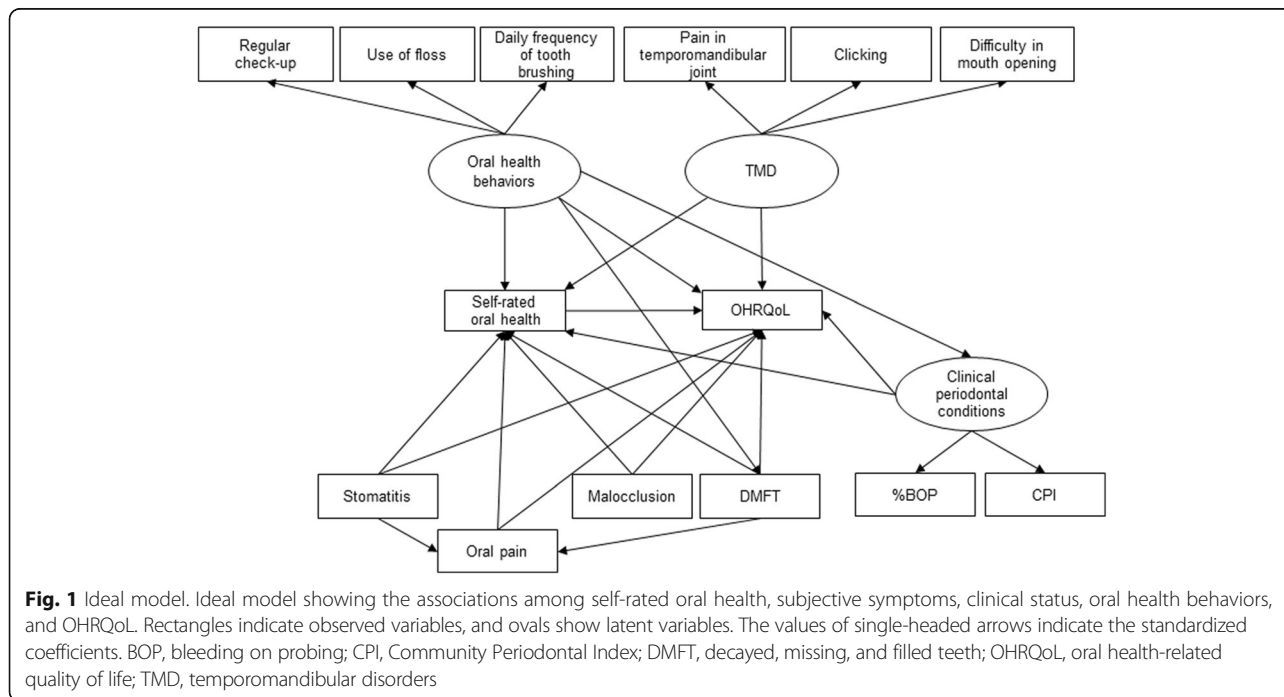 Regular
check-up
Use of floss
Daily frequency
of tooth
brushing
Pain in
temporomandibular
joint
Clicking
Difficulty in
mouth opening
Oral health
behaviors
TMD
Self-rated
oral health
OHRQoL
Clinical
periodontal
conditions
Stomatitis
Malocclusion
DMFT
%BOP
CPI
Oral pain
Fig. 1 Ideal model. Ideal model showing the associations among self-rated oral health, subjective symptoms, clinical status, oral health behaviors,
and OHRQoL. Rectangles indicate observed variables, and ovals show latent variables. The values of single-headed arrows indicate the standardized
coefficients. BOP, bleeding on probing; CPI, Community Periodontal Index; DMFT, decayed, missing, and filled teeth; OHRQoL, oral health-related
quality of life; TMD, temporomandibular disorders